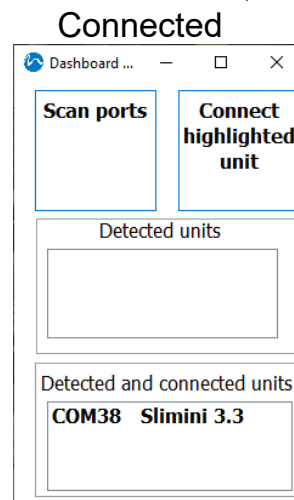 Connected
Dashboard ...
Scan ports
Connect
highlighted
unit
Detected units
Detected and connected units
COM38 Slimini 3.3